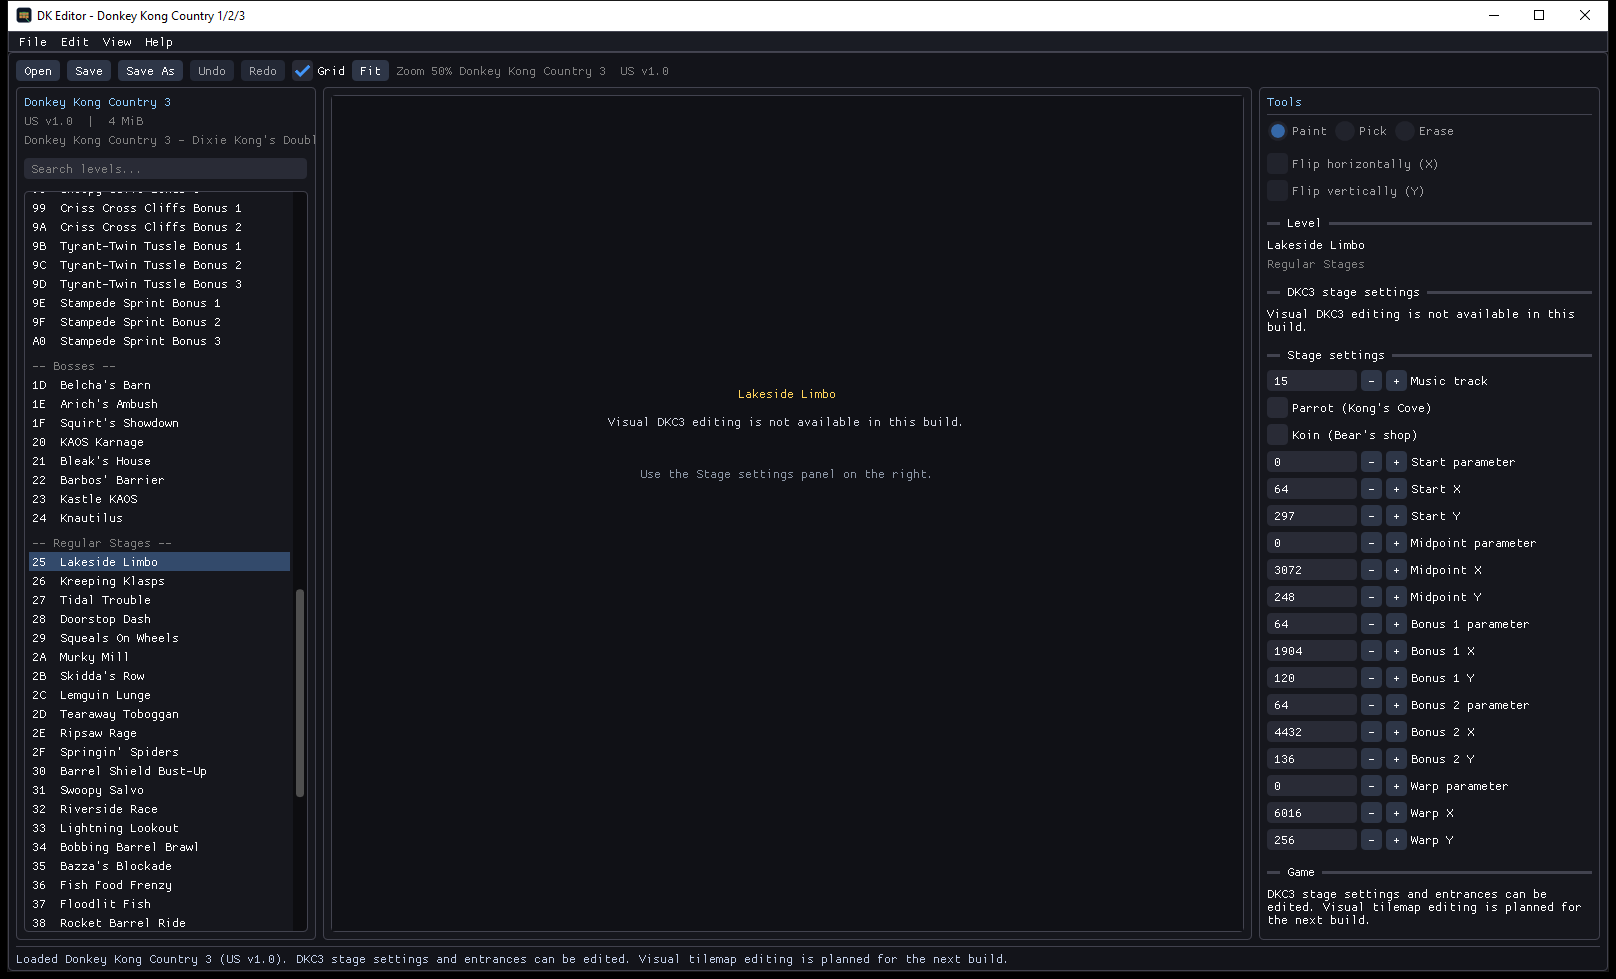 DK Editor - Donkey Kong Country 1/2/3
File Edit View Help
Open Save Save As Undo Redo Grid Fit Zoom 50% Donkey Kong Country 3 US v1.0
Donkey Kong Country 3
US v1.0 | 4 MiB
Donkey Kong Country 3 - Dixie Kong's Doubl
Search levels...
99 Criss Cross Cliffs Bonus 1
9A Criss Cross Cliffs Bonus 2
9B Tyrant-Twin Tussle Bonus 1
9C Tyrant-Twin Tussle Bonus 2
9D Tyrant-Twin Tussle Bonus 3
9E Stampede Sprint Bonus 1
9F Stampede Sprint Bonus 2
A0 Stampede Sprint Bonus 3
-- Bosses --
1D Belcha's Barn
1E Arich's Ambush
1F Squirt's Showdown
20 KAOS Karnage
21 Bleak's House
22 Barbos' Barrier
23 Kastle KAOS
24 Knautilus
-- Regular Stages --
25 Lakeside Limbo
26 Kreeping Klasps
27 Tidal Trouble
28 Doorstop Dash
29 Squeals On Wheels
2A Murky Mill
2B Skidda's Row
2C Lemguin Lunge
2D Tearaway Toboggan
2E Ripsaw Rage
2F Springin' Spiders
30 Barrel Shield Bust-Up
31 Swoopy Salvo
32 Riverside Race
33 Lightning Lookout
34 Bobbing Barrel Brawl
35 Bazza's Blockade
36 Fish Food Frenzy
37 Floodlit Fish
38 Rocket Barrel Ride
Lakeside Limbo
Visual DKC3 editing is not available in this build.
Use the Stage settings panel on the right.
Tools
Paint Pick Erase
Flip horizontally (X)
Flip vertically (Y)
Level
Lakeside Limbo
Regular Stages
DKC3 stage settings
Visual DKC3 editing is not available in this
build.
Stage settings
15 - + Music track
Parrot (Kong's Cove)
Koin (Bear's shop)
0 - + Start parameter
64 - + Start X
297 - + Start Y
0 - + Midpoint parameter
3072 - + Midpoint X
248 - + Midpoint Y
64 - + Bonus 1 parameter
1904 - + Bonus 1 X
120 - + Bonus 1 Y
64 - + Bonus 2 parameter
4432 - + Bonus 2 X
136 - + Bonus 2 Y
0 - + Warp parameter
6016 - + Warp X
256 - + Warp Y
Game
DKC3 stage settings and entrances can be
edited. Visual tilemap editing is planned for
the next build.
Loaded Donkey Kong Country 3 (US v1.0). DKC3 stage settings and entrances can be edited. Visual tilemap editing is planned for the next build.